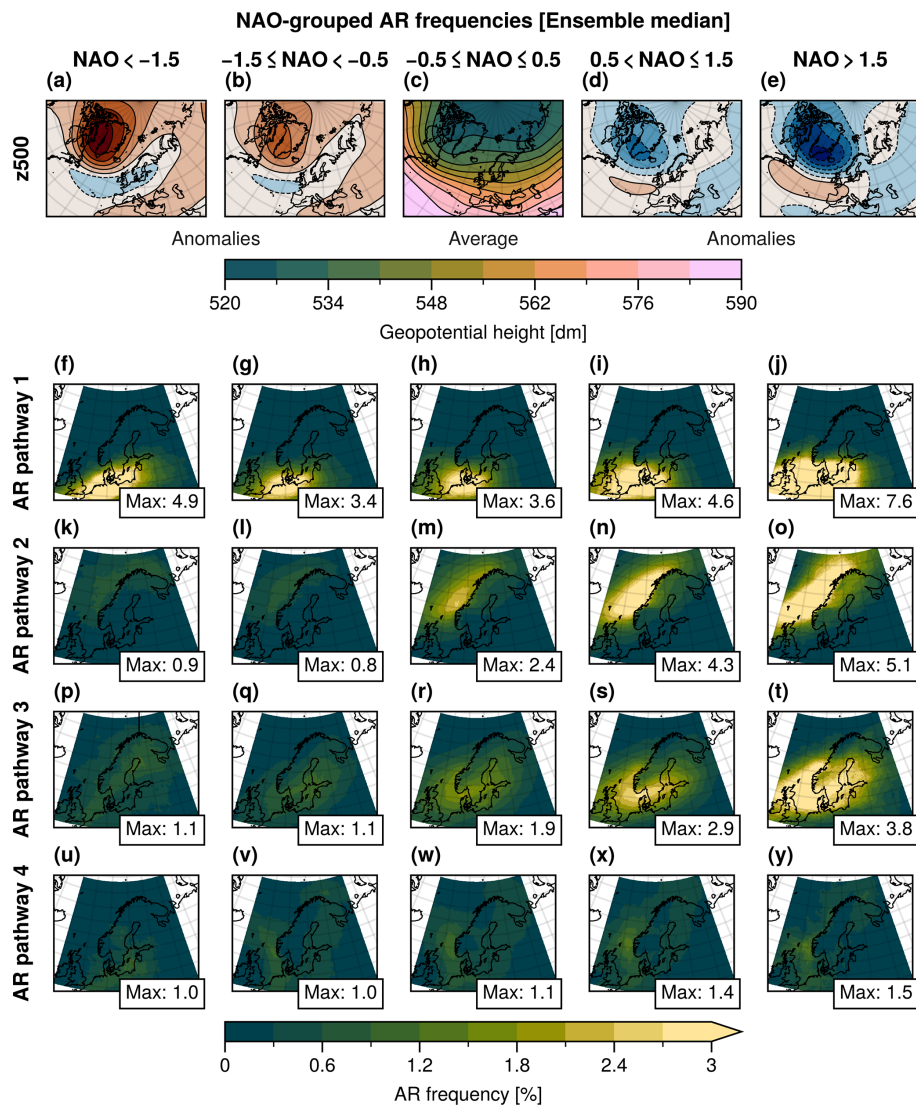 NAO-grouped AR frequencies [Ensemble median]
NAO < −1.5
−1.5 ≤ NAO < −0.5
−0.5 ≤ NAO ≤ 0.5
0.5 < NAO ≤ 1.5
NAO > 1.5
(a)
(b)
(c)
(d)
(e)
z500
Anomalies
Average
Anomalies
520
534
548
562
576
590
Geopotential height [dm]
(f)
(g)
(h)
(i)
(j)
AR pathway 1
Max: 4.9
Max: 3.4
Max: 3.6
Max: 4.6
Max: 7.6
(k)
(l)
(m)
(n)
(o)
AR pathway 2
Max: 0.9
Max: 0.8
Max: 2.4
Max: 4.3
Max: 5.1
(p)
(q)
(r)
(s)
(t)
AR pathway 3
Max: 1.1
Max: 1.1
Max: 1.9
Max: 2.9
Max: 3.8
(u)
(v)
(w)
(x)
(y)
AR pathway 4
Max: 1.0
Max: 1.0
Max: 1.1
Max: 1.4
Max: 1.5
0
0.6
1.2
1.8
2.4
3
AR frequency [%]